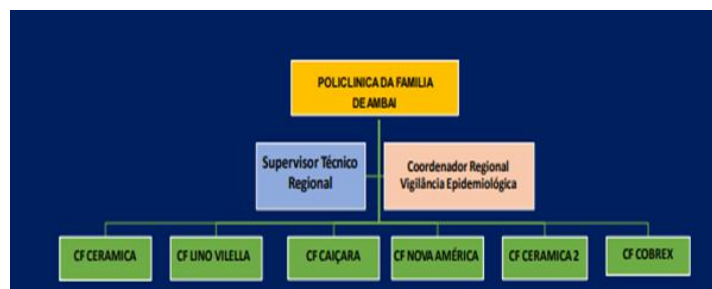 POLICLINICA DA FAMILIA
DE AMBAI
Supervisor Técnico
Regional
Coordenador Regional
Vigilância Epidemiológica
CF CERAMICA
CF LINO VILELLA
CF CAIÇARA
CF NOVA AMÉRICA
CF CERAMICA 2
CF COBREX